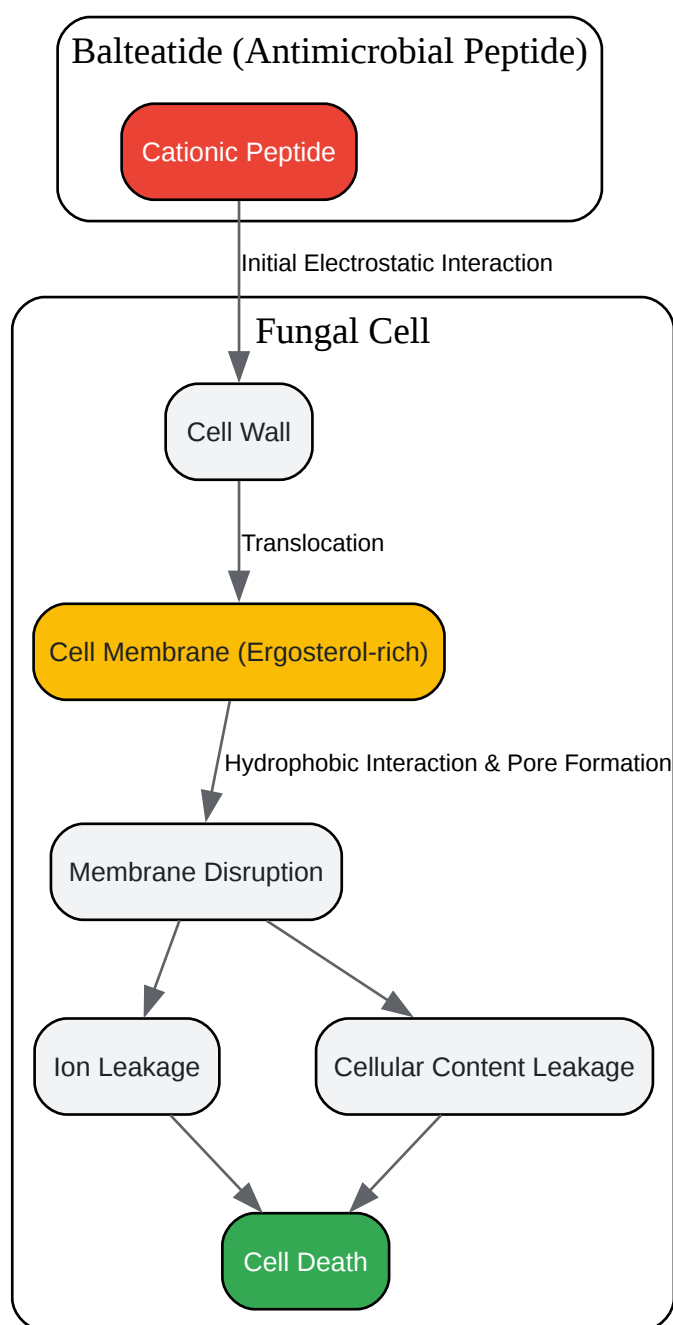 Balteatide (Antimicrobial Peptide)
Cationic Peptide
Initial Electrostatic Interaction
Fungal Cell
Cell Wall
Translocation
Cell Membrane (Ergosterol-rich)
Hydrophobic Interaction & Pore Formation
Membrane Disruption
Ion Leakage
Cellular Content Leakage
Cell Death